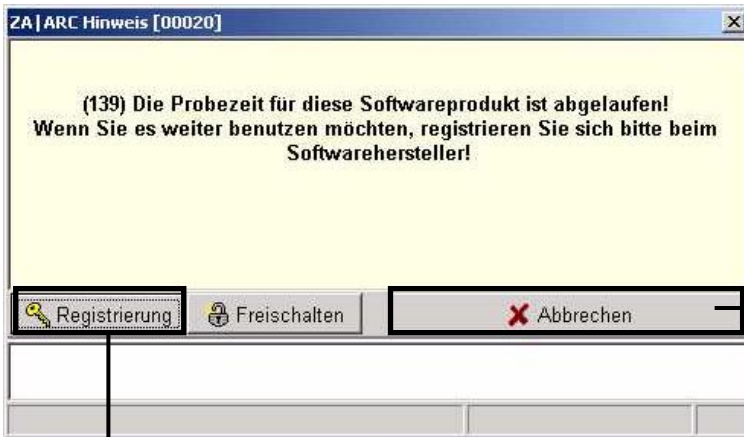 ZA|ARC Hinweis [00020]
(139) Die Probezeit für diese Softwareprodukt ist abgelaufen!
Wenn Sie es weiter benutzen möchten, registrieren Sie sich bitte beim
Softwarehersteller!
Registrierung Freischalten Abbrechen